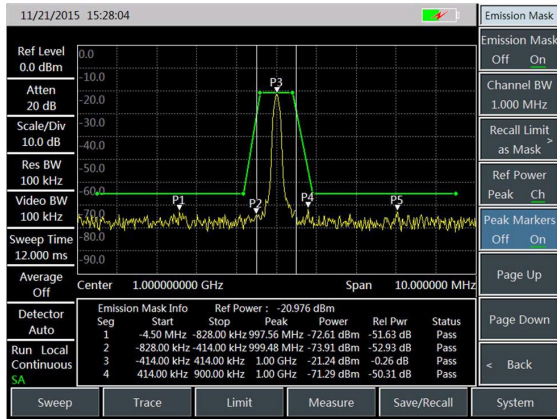 11/21/2015 15:28:04
Emission Mask
Ref Level
0.0 dBm
Atten
20 dB
Scale/Div
10.0 dB
Res BW
100 kHz
Video BW
100 kHz
Sweep Time
12.000 ms
Average
Off
Detector
Auto
Run Local
Continuous
SA
0.0
-10.0
-20.0
-30.0
-40.0
-50.0
-60.0
-70.0
-80.0
-90.0
P1
P2
P3
P4
P5
Center 1.000000000 GHz Span 10.000000 MHz
Emission Mask Info Ref Power: -20.976 dBm
Seg Start Stop Peak Power Rel Pwr Status
1 -4.50 MHz -828.00 kHz 997.56 MHz -72.61 dBm -51.63 dB Pass
2 -828.00 kHz -414.00 kHz 999.48 MHz -73.91 dBm -52.93 dB Pass
3 -414.00 kHz 414.00 kHz 1.00 GHz -21.24 dBm -0.26 dB Pass
4 414.00 kHz 900.00 kHz 1.00 GHz -71.29 dBm -50.31 dB Pass
Emission Mask
Off On
Channel BW
1.000 MHz
Recall Limit
as Mask >
Ref Power
Peak Ch
Peak Markers
Off On
Page Up
Page Down
< Back
Sweep Trace Limit Measure Save/Recall System